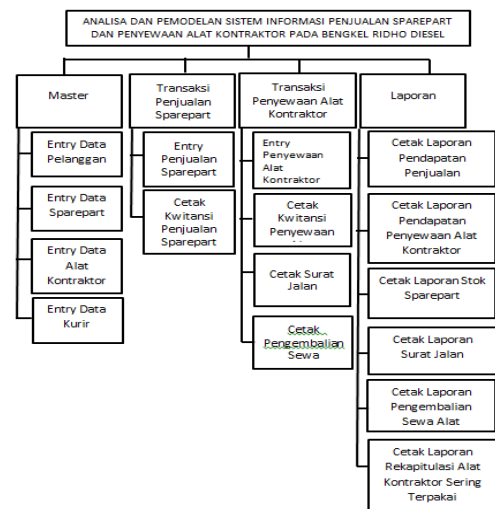 ANALISA DAN PEMODELAN SISTEM INFORMASI PENJUALAN SPAREPART
DAN PENYEWAAN ALAT KONTRAKTOR PADA BENGKEL RIDHO DIESEL
Master
Entry Data
Pelanggan
Entry Data
Sparepart
Entry Data
Alat
Kontraktor
Entry Data
Kurir
Transaksi
Penjualan
Sparepart
Entry
Penjualan
Sparepart
Cetak
Kwitansi
Penjualan
Sparepart
Transaksi
Penyewaan Alat
Kontraktor
Entry
Penyewaan
Alat
Kontraktor
Cetak
Kwitansi
Penyewaan
Cetak Surat
Jalan
Cetak
Pengembalian
Sewa
Laporan
Cetak Laporan
Pendapatan
Penjualan
Cetak Laporan
Pendapatan
Penyewaan Alat
Kontraktor
Cetak Laporan Stok
Sparepart
Cetak Laporan
Surat Jalan
Cetak Laporan
Pengembalian
Sewa Alat
Cetak Laporan
Rekapitulasi Alat
Kontraktor Sering
Terpakai